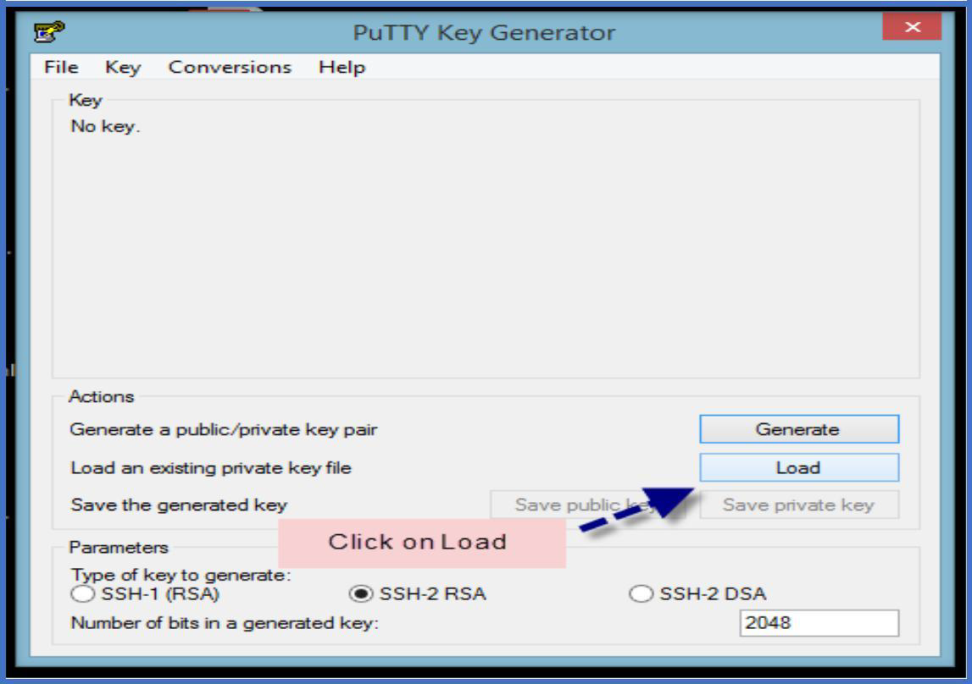 PuTTY Key Generator
File Key Conversions Help
Key
No key.
Actions
Generate a public/private key pair
Generate
Load an existing private key file
Load
Save the generated key
Save public key
Save private key
Click on Load
Parameters
Type of key to generate:
SSH-1 (RSA)
SSH-2 RSA
SSH-2 DSA
Number of bits in a generated key:
2048